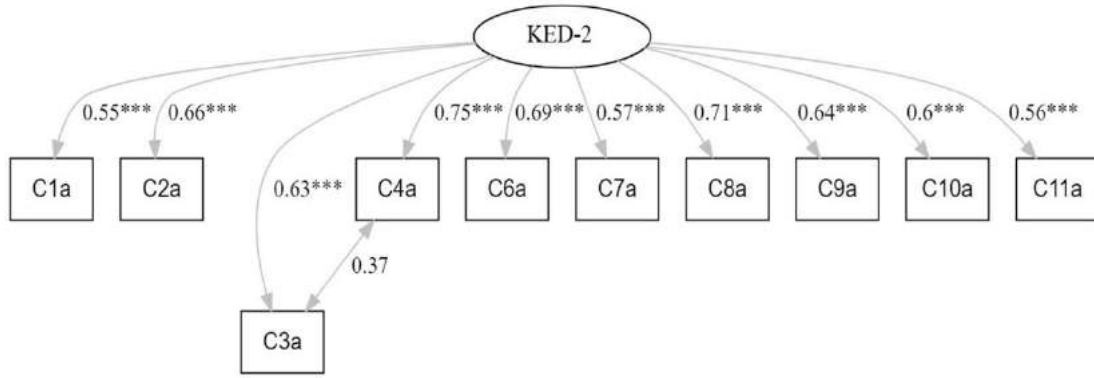 KED-2
0.55*** 0.66*** 0.75*** 0.69*** 0.57*** 0.71*** 0.64*** 0.6*** 0.56***
C1a C2a 0.63*** C4a C6a C7a C8a C9a C10a C11a
0.37
C3a